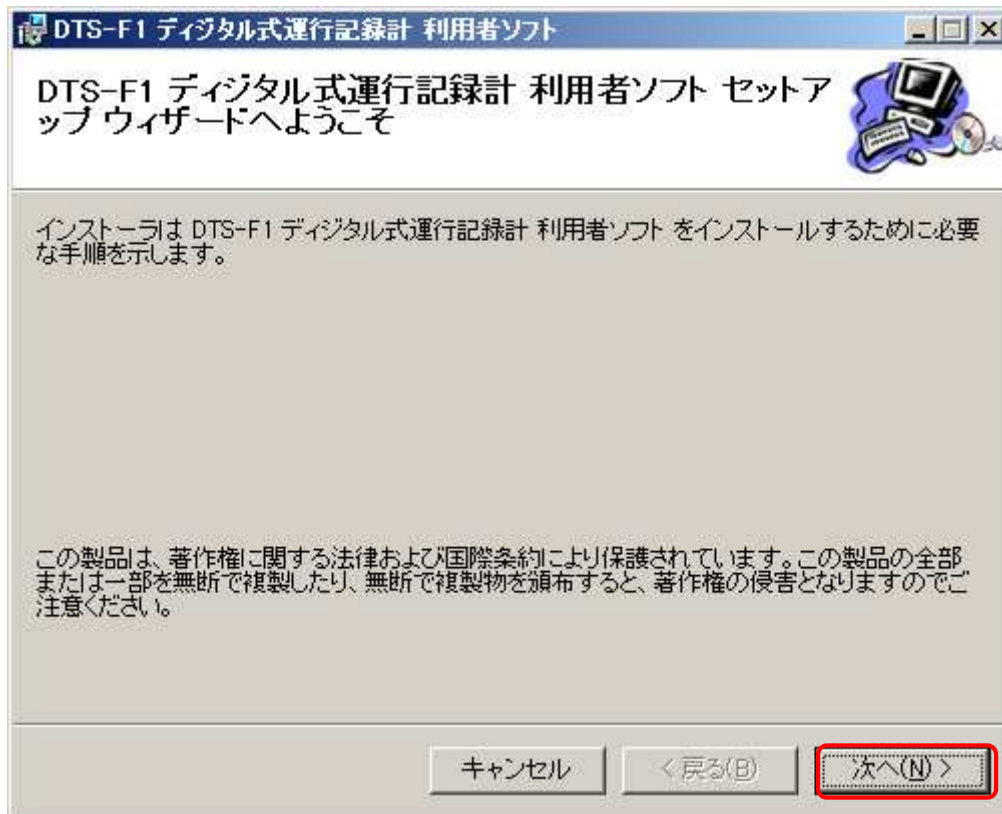 DTS-F1 ディジタル式運行記録計 利用者ソフト
DTS-F1 ディジタル式運行記録計 利用者ソフト セットア
ップ ウィザードへようこそ
インストーラは DTS-F1 ディジタル式運行記録計 利用者ソフト をインストールするために必要
な手順を示します。
この製品は、著作権に関する法律および国際条約により保護されています。この製品の全部
または一部を無断で複製したり、無断で複製物を頒布すると、著作権の侵害となりますのでご
注意ください。
キャンセル
< 戻る(B)
次へ(N) >